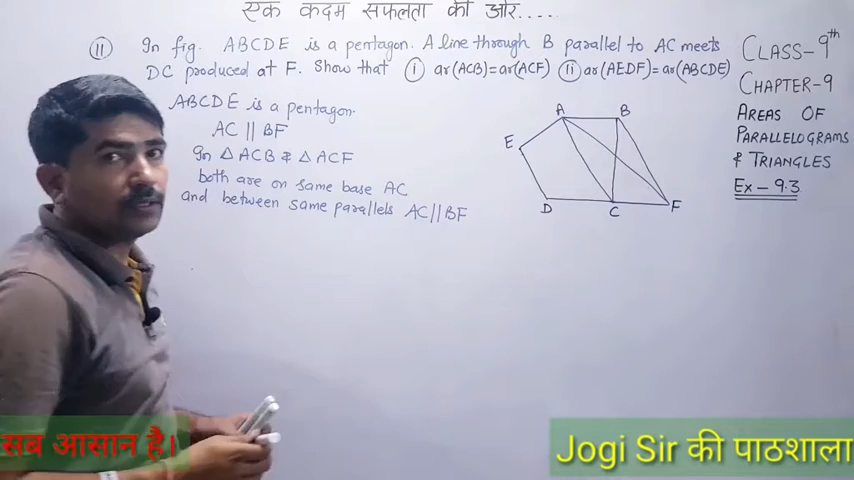 एक कदम सफलता की ओर....
(11) In fig. ABCDE is a pentagon. A line through B parallel to AC meets
DC produced at F. Show that (i) ar(ACB)=ar(ACF) (ii) ar(AEDF)=ar(ABCDE)
ABCDE is a pentagon.
AC || BF
In △ ACB & △ ACF
both are on same base AC
and between same parallels AC||BF
A
B
E
D
C
F
CLASS-9th
CHAPTER-9
AREAS OF
PARALLELOGRAMS
& TRIANGLES
Ex - 9.3
सब आसान है।
Jogi Sir की पाठशाला